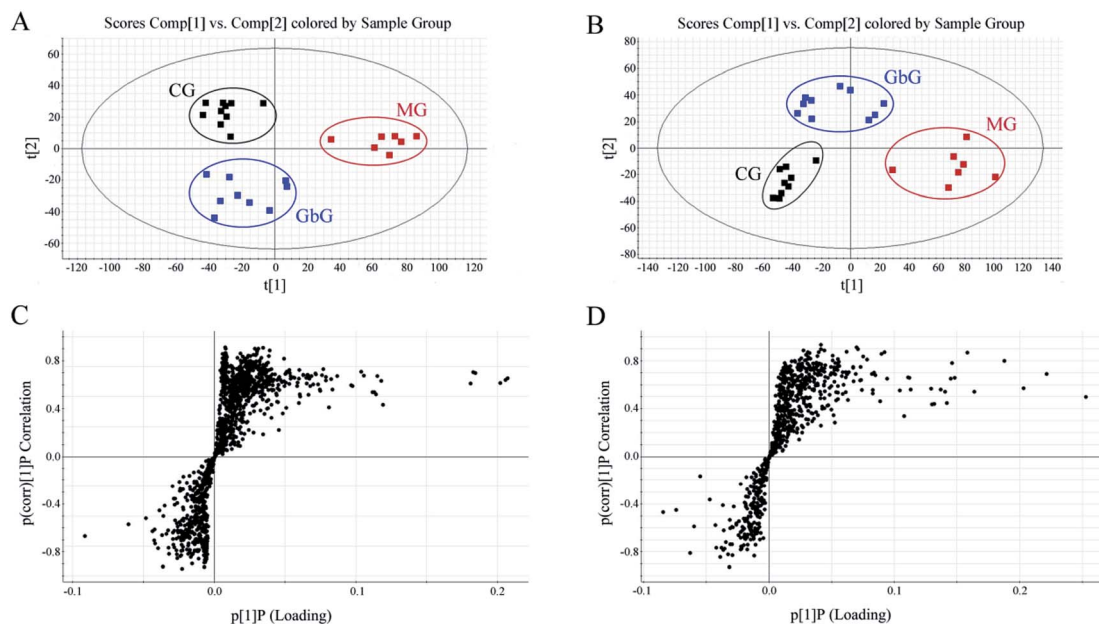 A
Scores Comp[1] vs. Comp[2] colored by Sample Group
t[2]
60
40
20
0
-20
-40
-60
CG
MG
GbG
-120 -100 -80 -60 -40 -20 0 20 40 60 80 100 120
t[1]
B
Scores Comp[1] vs. Comp[2] colored by Sample Group
t[2]
80
60
40
20
0
-20
-40
-60
-80
GbG
MG
CG
-140 -120 -100 -80 -60 -40 -20 0 20 40 60 80 100 120 140
t[1]
C
p(corr)[1]P Correlation
0.8
0.4
0.0
-0.4
-0.8
-0.1 0.0 0.1 0.2
p[1]P (Loading)
D
p(corr)[1]P Correlation
0.8
0.4
0.0
-0.4
-0.8
-0.1 0.0 0.1 0.2
p[1]P (Loading)